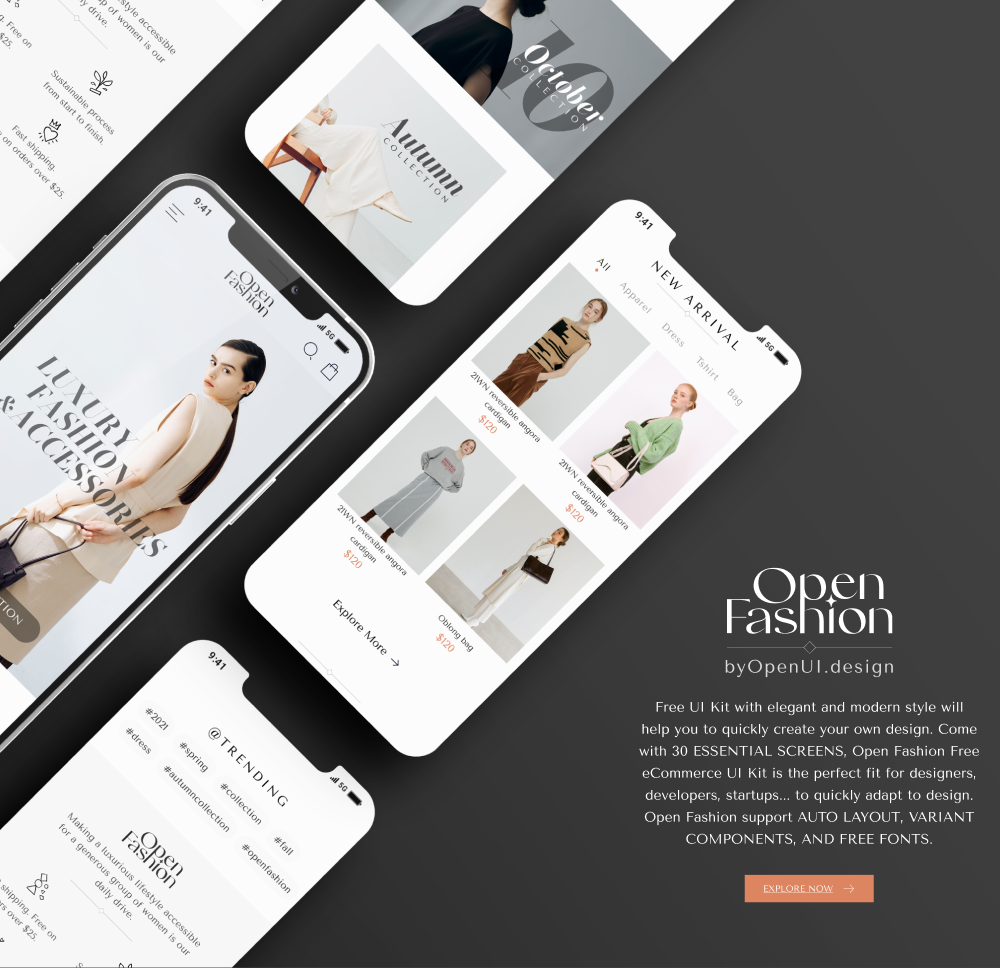 style accessible
of women is our
drive.
Free on
$25.
Sustainable process
from start to finish.
Fast shipping.
on orders over $25.
10
October
COLLECTION
Autumn
COLLECTION
9:41
Open
Fashion
5G
LUXURY
FASHION
&ACCESSORIES
9:41
5G
NEW ARRIVAL
All
Apparel
Dress
Tshirt
Bag
21WN reversible angora
cardigan
$120
21WN reversible angora
cardigan
$120
21WN reversible angora
cardigan
$120
Oblong bag
$120
Explore More
9:41
5G
@TRENDING
#2021
#spring
#collection
#fall
#dress
#autumncollection
#openfashion
Open
Fashion
Making a luxurious lifestyle accessible
for a generous group of women is our
daily drive.
shipping. Free on
over $25.
Open
Fashion
byOpenUI.design
Free UI Kit with elegant and modern style will
help you to quickly create your own design. Come
with 30 ESSENTIAL SCREENS, Open Fashion Free
eCommerce UI Kit is the perfect fit for designers,
developers, startups... to quickly adapt to design.
Open Fashion support AUTO LAYOUT, VARIANT
COMPONENTS, AND FREE FONTS.
EXPLORE NOW